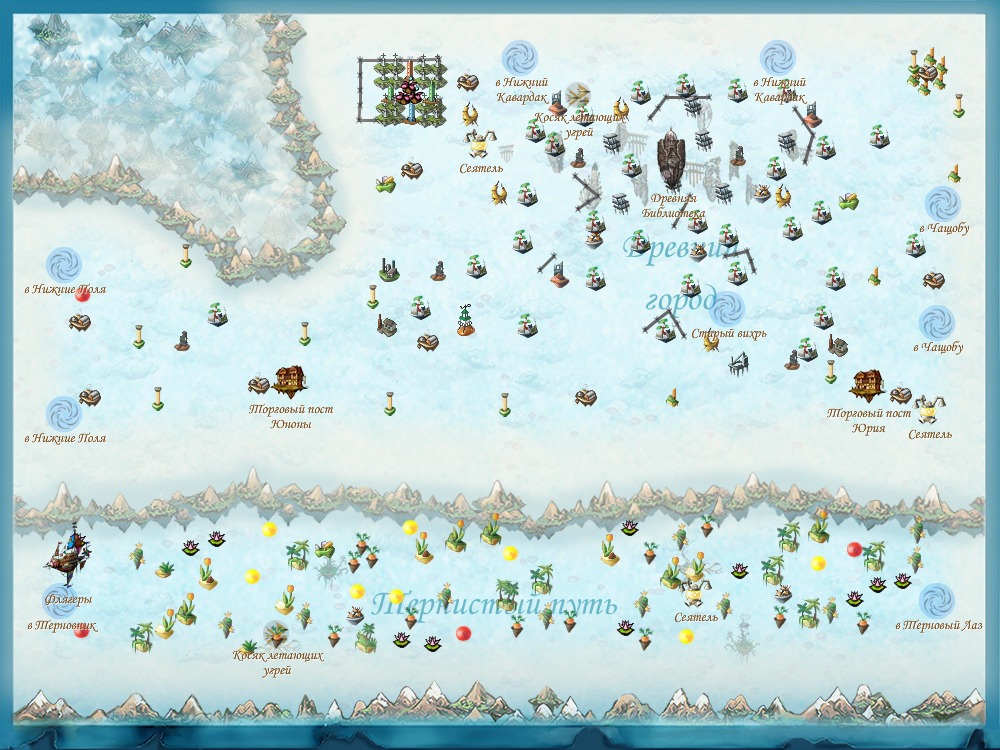 в Нижний
Кавардак
в Нижний
Кавардак
Косяк летающих
угрей
Сеятель
Древняя
Библиотека
в Чащобу
Древний
город
в Нижние Поля
Старый вихрь
в Чащобу
Торговый пост
Юноны
Торговый пост
Юрия
Сеятель
в Нижние Поля
Флягеры
в Терновник
Тернистый путь
Сеятель
в Терновый Лаз
Косяк летающих
угрей